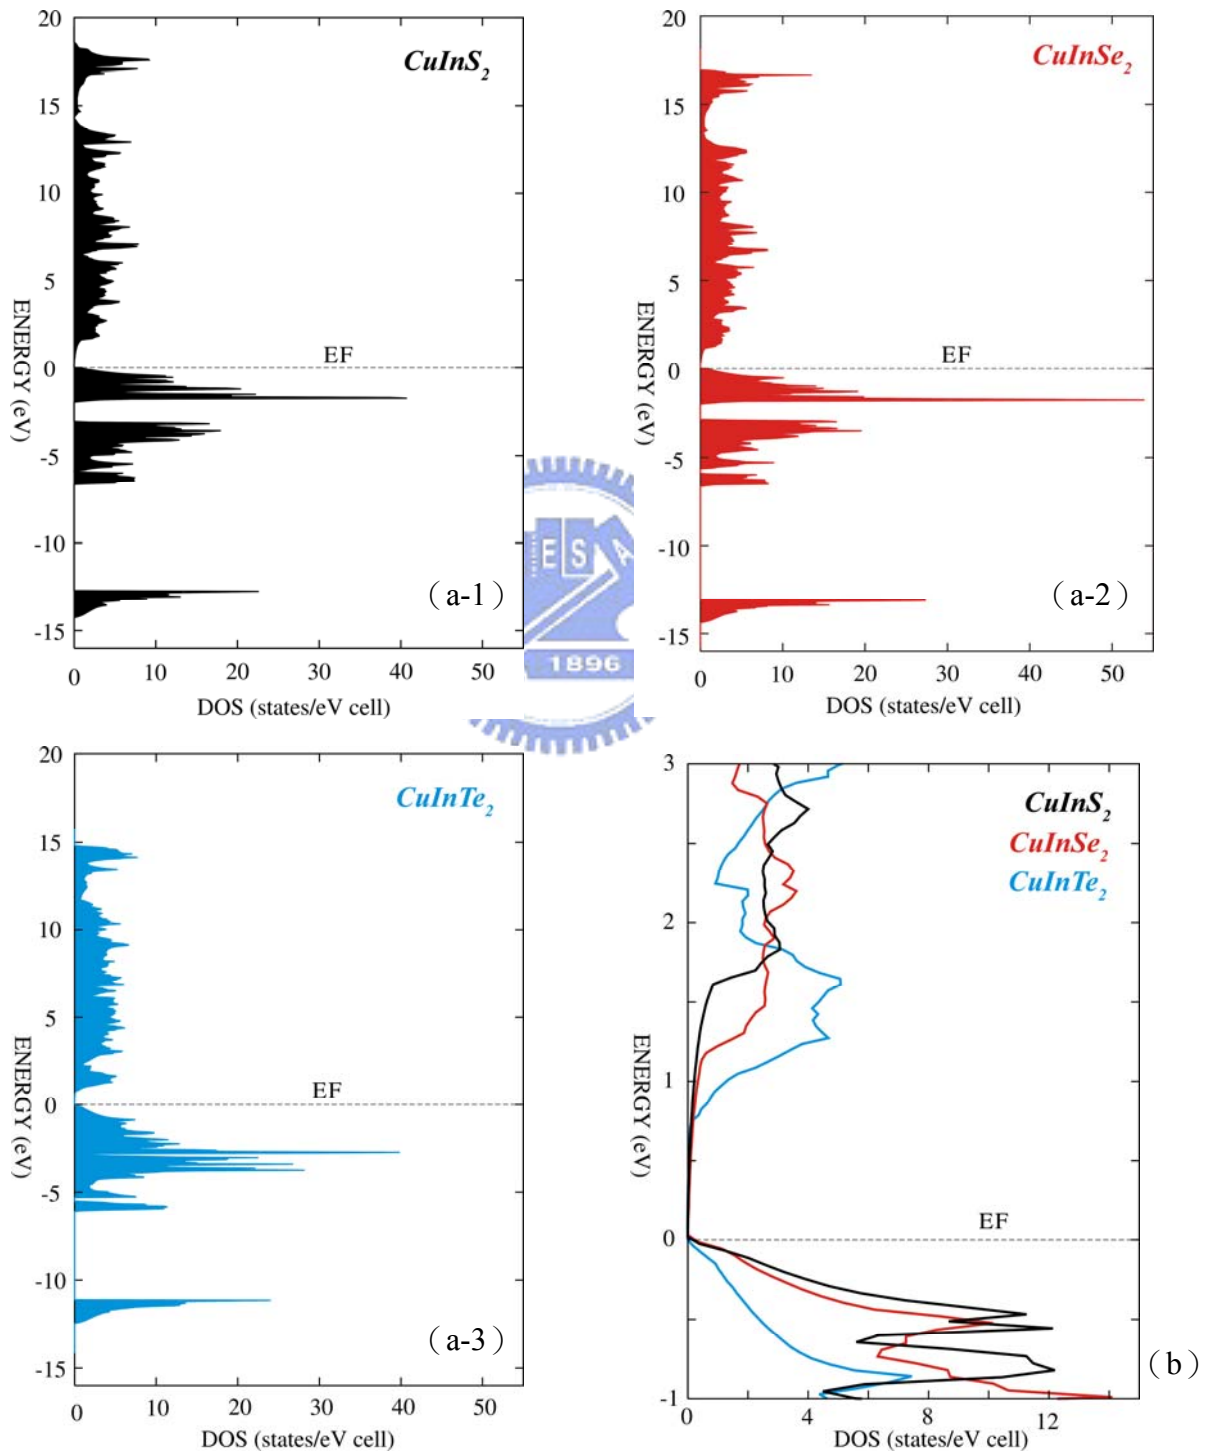 20
15
10
5
0
-5
-10
-15
ENERGY (eV)
CuInS2
EF
(a-1)
0 10 20 30 40 50
DOS (states/eV cell)
20
15
10
5
0
-5
-10
-15
ENERGY (eV)
CuInSe2
EF
(a-2)
0 10 20 30 40 50
DOS (states/eV cell)
E S A
1896
20
15
10
5
0
-5
-10
-15
ENERGY (eV)
CuInTe2
EF
(a-3)
0 10 20 30 40 50
DOS (states/eV cell)
3
2
1
0
-1
ENERGY (eV)
CuInS2
CuInSe2
CuInTe2
EF
(b)
0 4 8 12
DOS (states/eV cell)